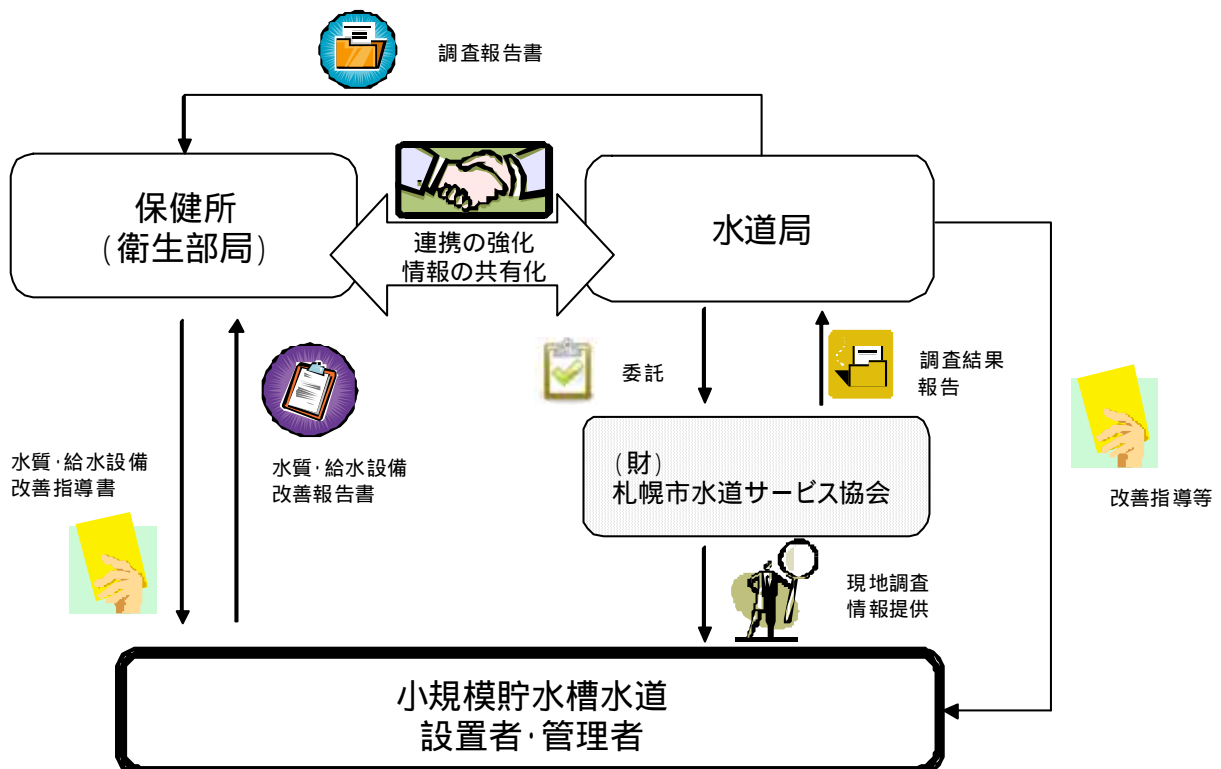 調査報告書
保健所
(衛生部局)
連携の強化
情報の共有化
水道局
委託
調査結果
報告
(財)
札幌市水道サービス協会
水質・給水設備
改善指導書
水質・給水設備
改善報告書
改善指導等
現地調査
情報提供
小規模貯水槽水道
設置者・管理者